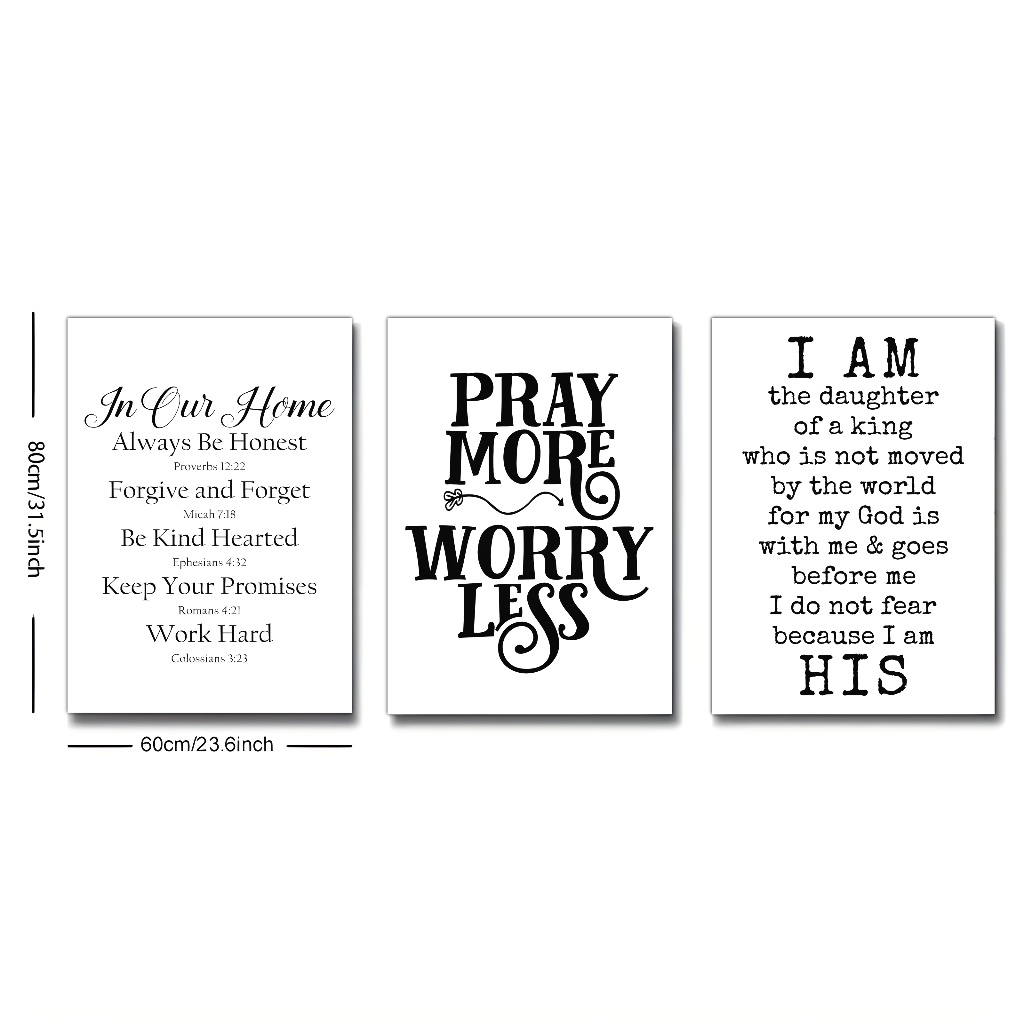 80cm/31.5inch
In Our Home
Always Be Honest
Proverbs 12:22
Forgive and Forget
Micah 7:18
Be Kind Hearted
Ephesians 4:32
Keep Your Promises
Romans 4:21
Work Hard
Colossians 3:23
60cm/23.6inch
PRAY
MORE
WORRY
LESS
I AM
the daughter
of a king
who is not moved
by the world
for my God is
with me & goes
before me
I do not fear
because I am
HIS